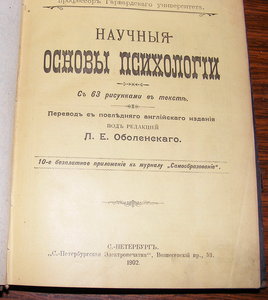 профессоръ Гарвардскаго университета.
НАУЧНЫЯ
ОСНОВЫ ПСИХОЛОГІИ
Съ 63 рисунками въ текстѣ.
Переводъ съ послѣдняго англійскаго изданія
ПОДЪ РЕДАКЦІЕЙ
Л. Е. Оболенскаго.
10-е безплатное приложеніе къ журналу „Самообразованіе“.
С.-ПЕТЕРБУРГЪ.
„С.-Петербургская Электропечатня“, Вознесенскій пр., 53.
1902.